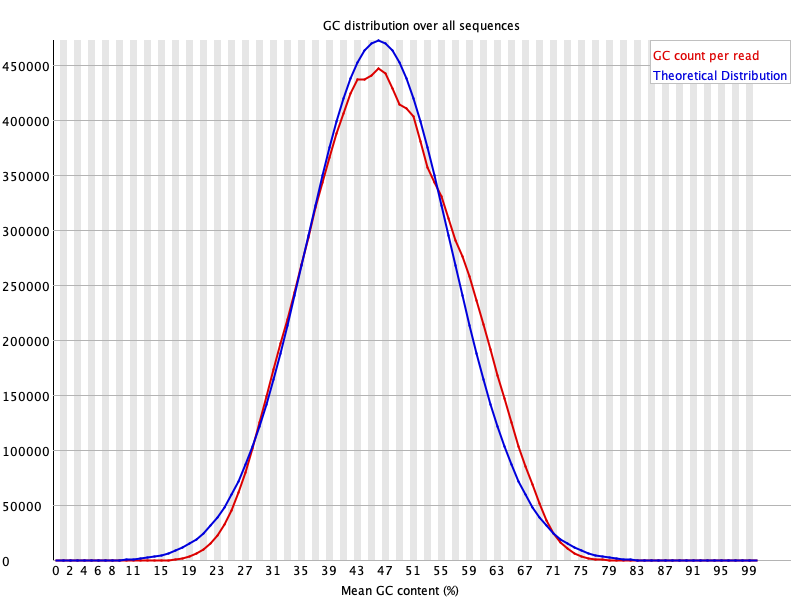 GC distribution over all sequences
GC count per read
Theoretical Distribution
450000
400000
350000
300000
250000
200000
150000
100000
50000
0
0 2 4 6 8 11 15 19 23 27 31 35 39 43 47 51 55 59 63 67 71 75 79 83 87 91 95 99
Mean GC content (%)